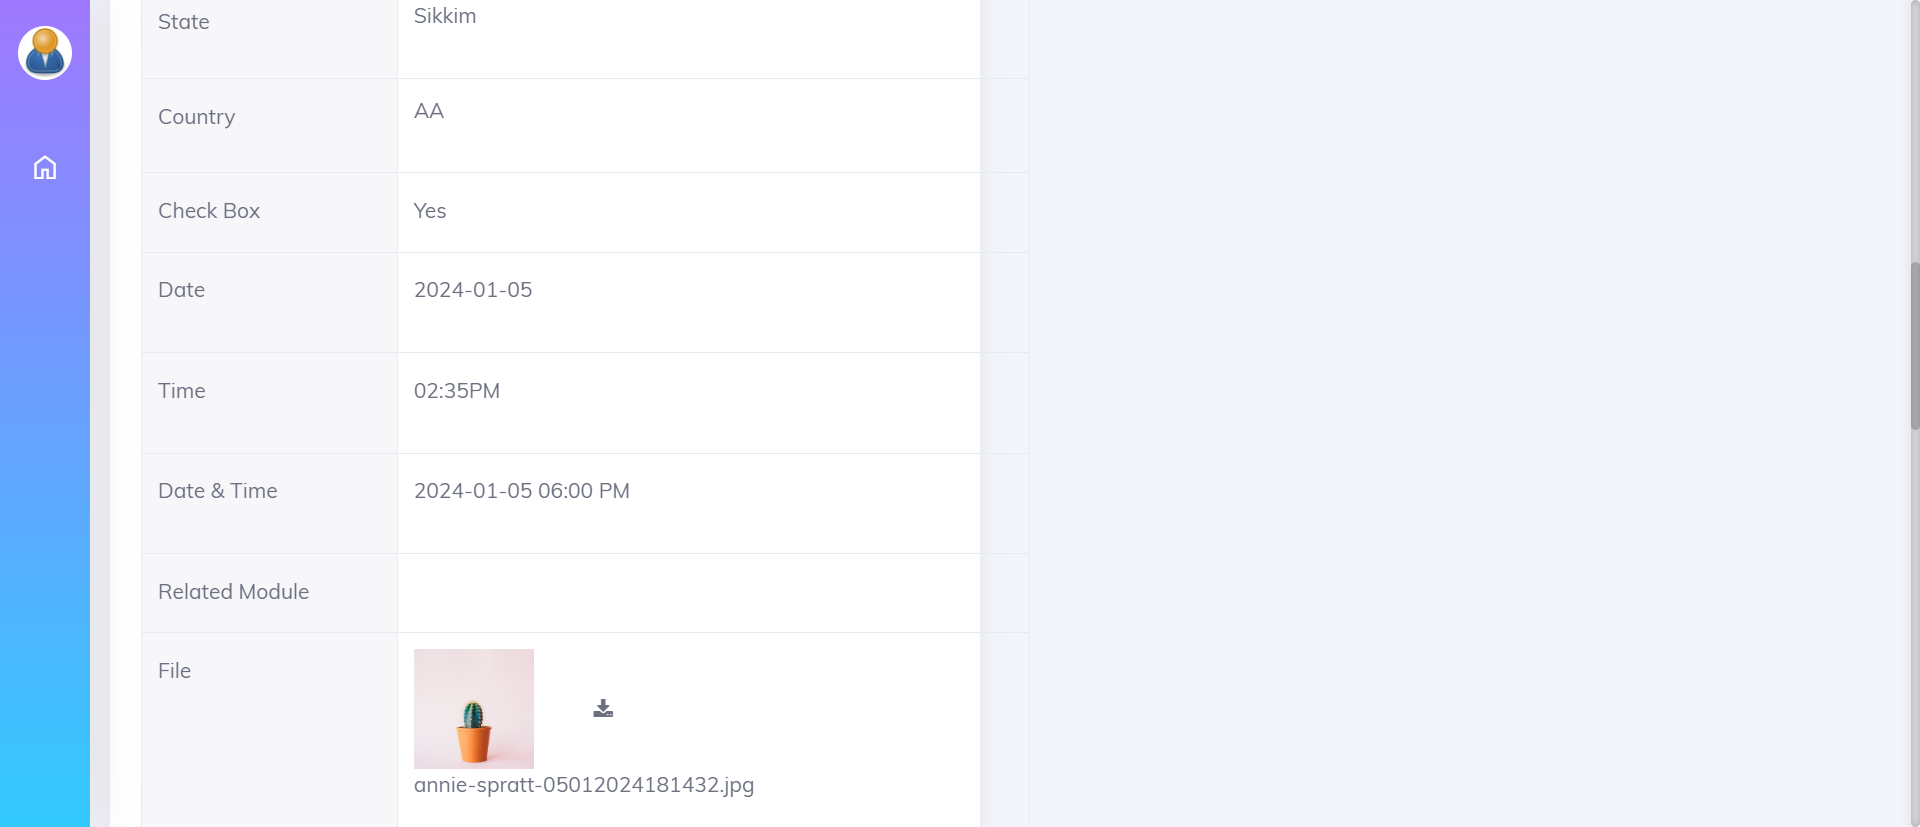 State
Sikkim
Country
AA
Check Box
Yes
Date
2024-01-05
Time
02:35PM
Date & Time
2024-01-05 06:00 PM
Related Module
File
annie-spratt-05012024181432.jpg